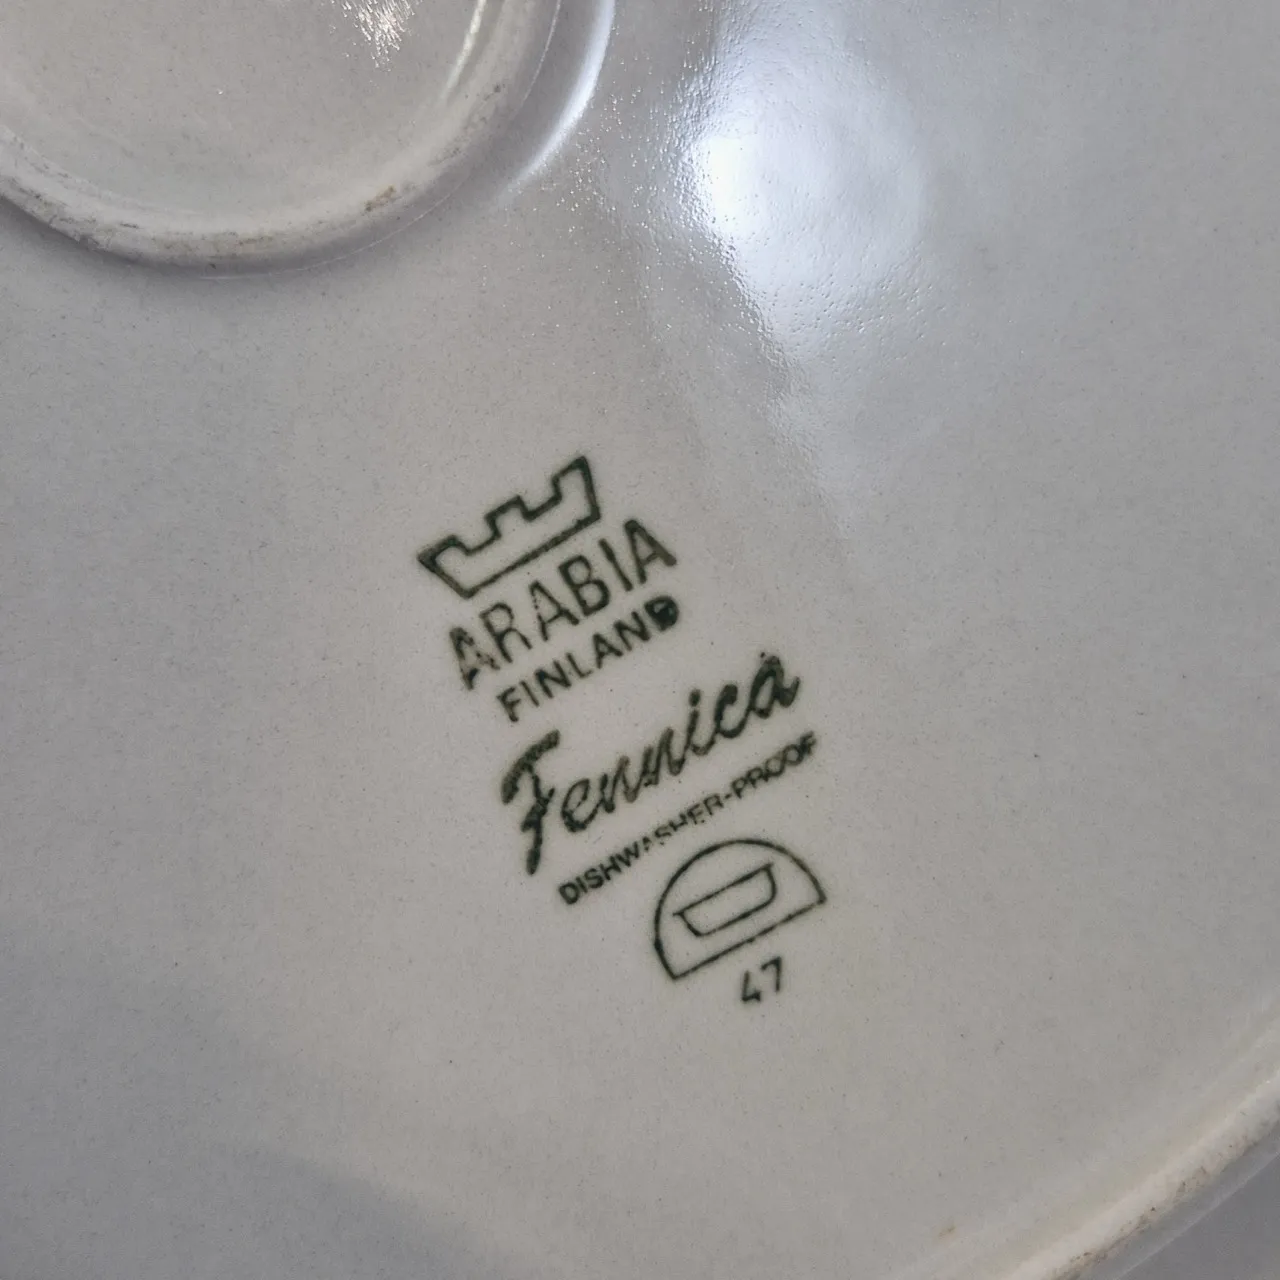 ARABIA
FINLAND
Fennica
DISHWASHER-PROOF
47